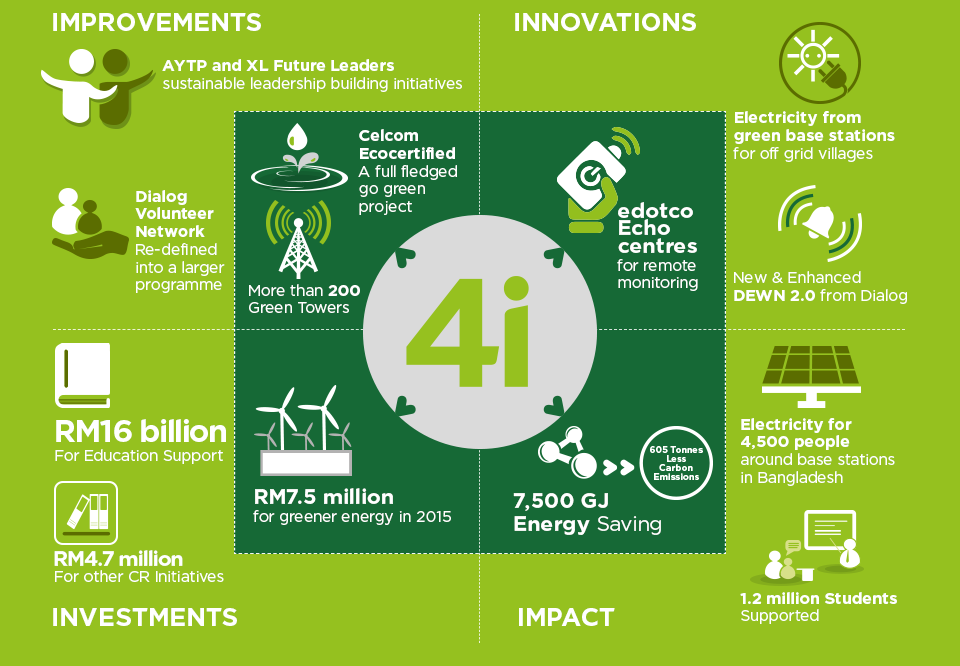 IMPROVEMENTS
AYTP and XL Future Leaders
sustainable leadership building initiatives
Dialog
Volunteer
Network
Re-defined
into a larger
programme
Celcom
Ecocertified
A full fledged
go green
project
More than 200
Green Towers
INNOVATIONS
edotco
Echo
centres
for remote
monitoring
Electricity from
green base stations
for off grid villages
New & Enhanced
DEWN 2.0 from Dialog
4i
RM16 billion
For Education Support
RM4.7 million
For other CR Initiatives
RM7.5 million
for greener energy in 2015
INVESTMENTS
605 Tonnes
Less
Carbon
Emissions
7,500 GJ
Energy Saving
Electricity for
4,500 people
around base stations
in Bangladesh
1.2 million Students
Supported
IMPACT